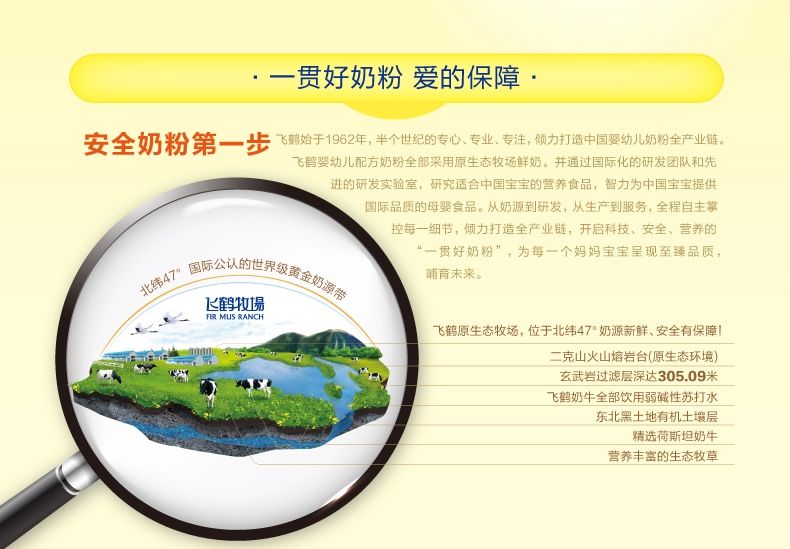 · 一贯好奶粉 爱的保障 ·
安全奶粉第一步
飞鹤始于1962年，半个世纪的专心、专业、专注，倾力打造中国婴幼儿奶粉全产业链。
飞鹤婴幼儿配方奶粉全部采用原生态牧场鲜奶。并通过国际化的研发团队和先
进的研发实验室，研究适合中国宝宝的营养食品，智力为中国宝宝提供
国际品质的母婴食品。从奶源到研发，从生产到服务，全程自主掌
控每一细节，倾力打造全产业链，开启科技、安全、营养的
“一贯好奶粉”，为每一个妈妈宝宝呈现至臻品质，
哺育未来。
北纬47°国际公认的世界级黄金奶源带
飞鹤牧場
FIR MUS RANCH
飞鹤原生态牧场，位于北纬47°奶源新鲜、安全有保障！
二克山火山熔岩台(原生态环境)
玄武岩过滤层深达305.09米
飞鹤奶牛全部饮用弱碱性苏打水
东北黑土地有机土壤层
精选荷斯坦奶牛
营养丰富的生态牧草